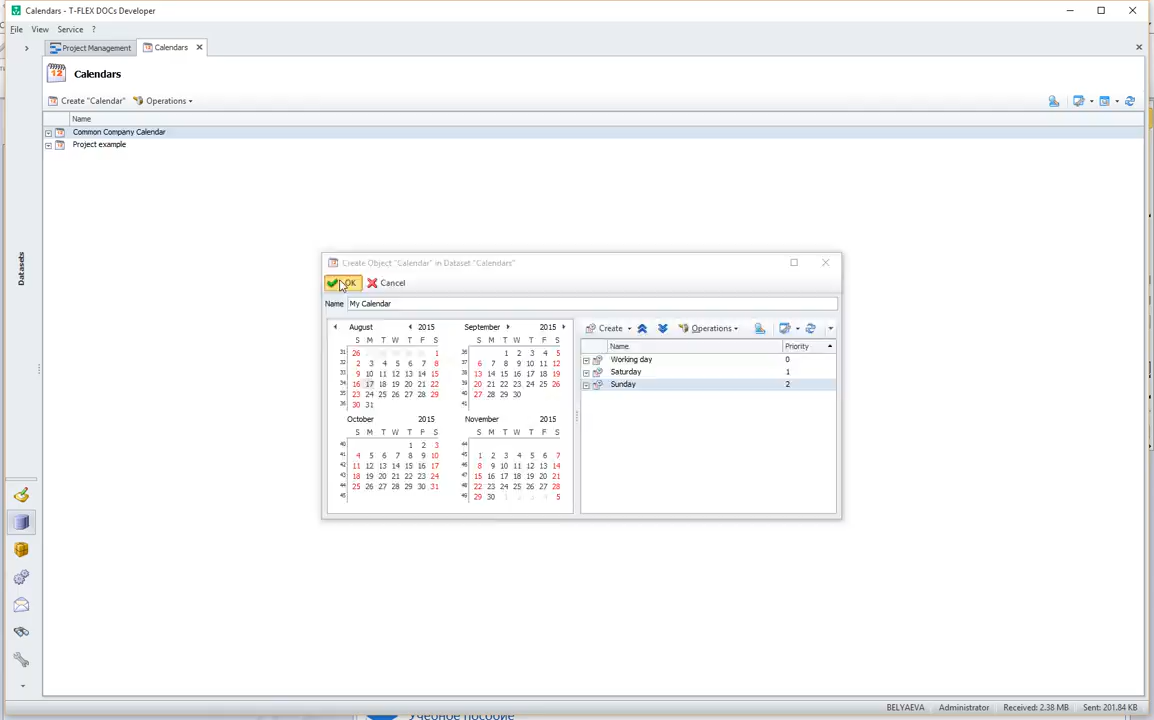 Calendars - T-FLEX DOCs Developer
File View Service ?
Project Management Calendars
Calendars
Create "Calendar" Operations
Name
Common Company Calendar
Project example
Datasets
Create Object "Calendar" in Dataset "Calendars"
OK Cancel
Name My Calendar
August 2015 September 2015
S M T W T F S S M T W T F S
31 26 1 36 1 2 3 4 5
32 2 3 4 5 6 7 8 37 6 7 8 9 10 11 12
33 9 10 11 12 13 14 15 38 13 14 15 16 17 18 19
34 16 17 18 19 20 21 22 39 20 21 22 23 24 25 26
35 23 24 25 26 27 28 29 40 27 28 29 30
36 30 31 41
October 2015 November 2015
S M T W T F S S M T W T F S
40 1 2 3 44
41 4 5 6 7 8 9 10 45 1 2 3 4 5 6 7
42 11 12 13 14 15 16 17 46 8 9 10 11 12 13 14
43 18 19 20 21 22 23 24 47 15 16 17 18 19 20 21
44 25 26 27 28 29 30 31 48 22 23 24 25 26 27 28
45 49 29 30 1 2 3 4 5
Create Operations
Name Priority
Working day 0
Saturday 1
Sunday 2
BELYAEVA Administrator Received: 2.38 MB Sent: 201.84 KB
Учебное пособие